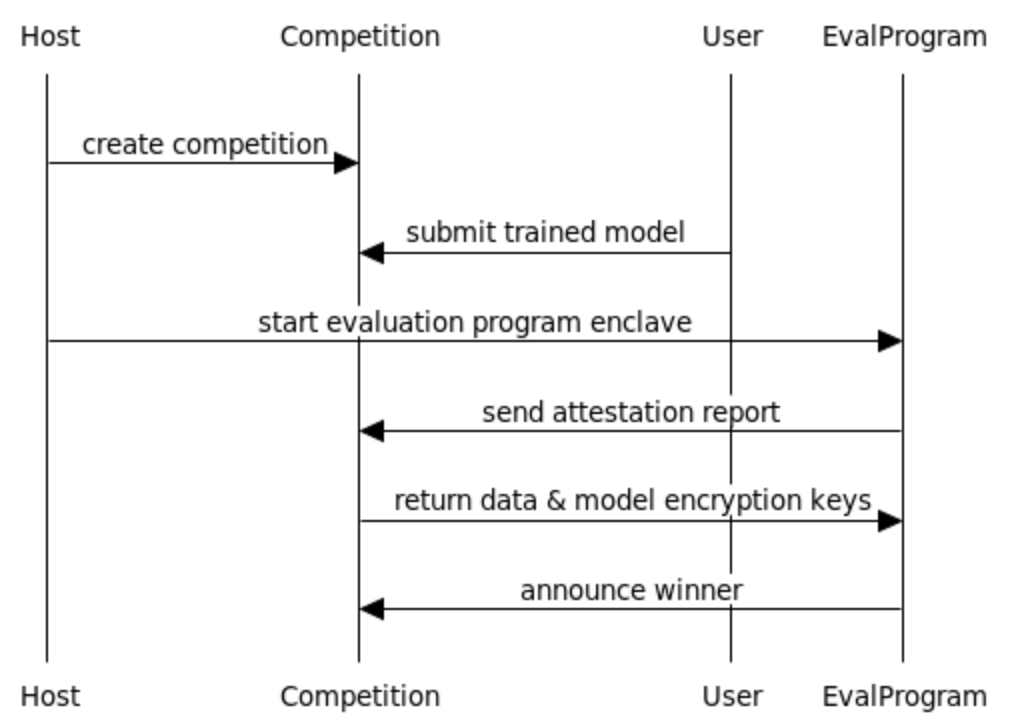 Host Competition User EvalProgram
create competition
submit trained model
start evaluation program enclave
send attestation report
return data & model encryption keys
announce winner
Host Competition User EvalProgram